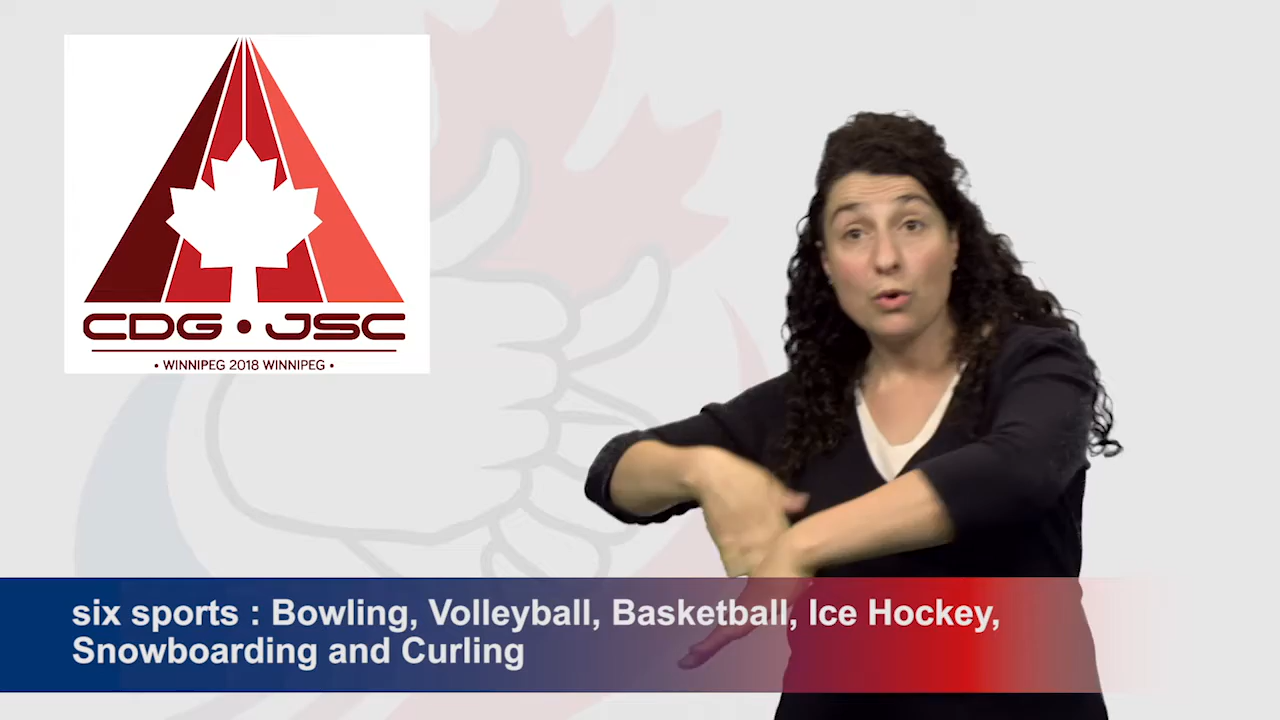 CDG • JSC
• WINNIPEG 2018 WINNIPEG •
six sports : Bowling, Volleyball, Basketball, Ice Hockey,
Snowboarding and Curling